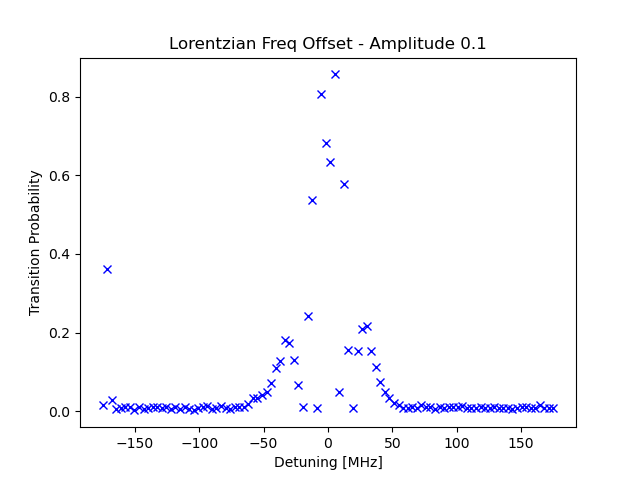 Lorentzian Freq Offset - Amplitude 0.1
Transition Probability
0.8
0.6
0.4
0.2
0.0
−150 −100 −50 0 50 100 150
Detuning [MHz]